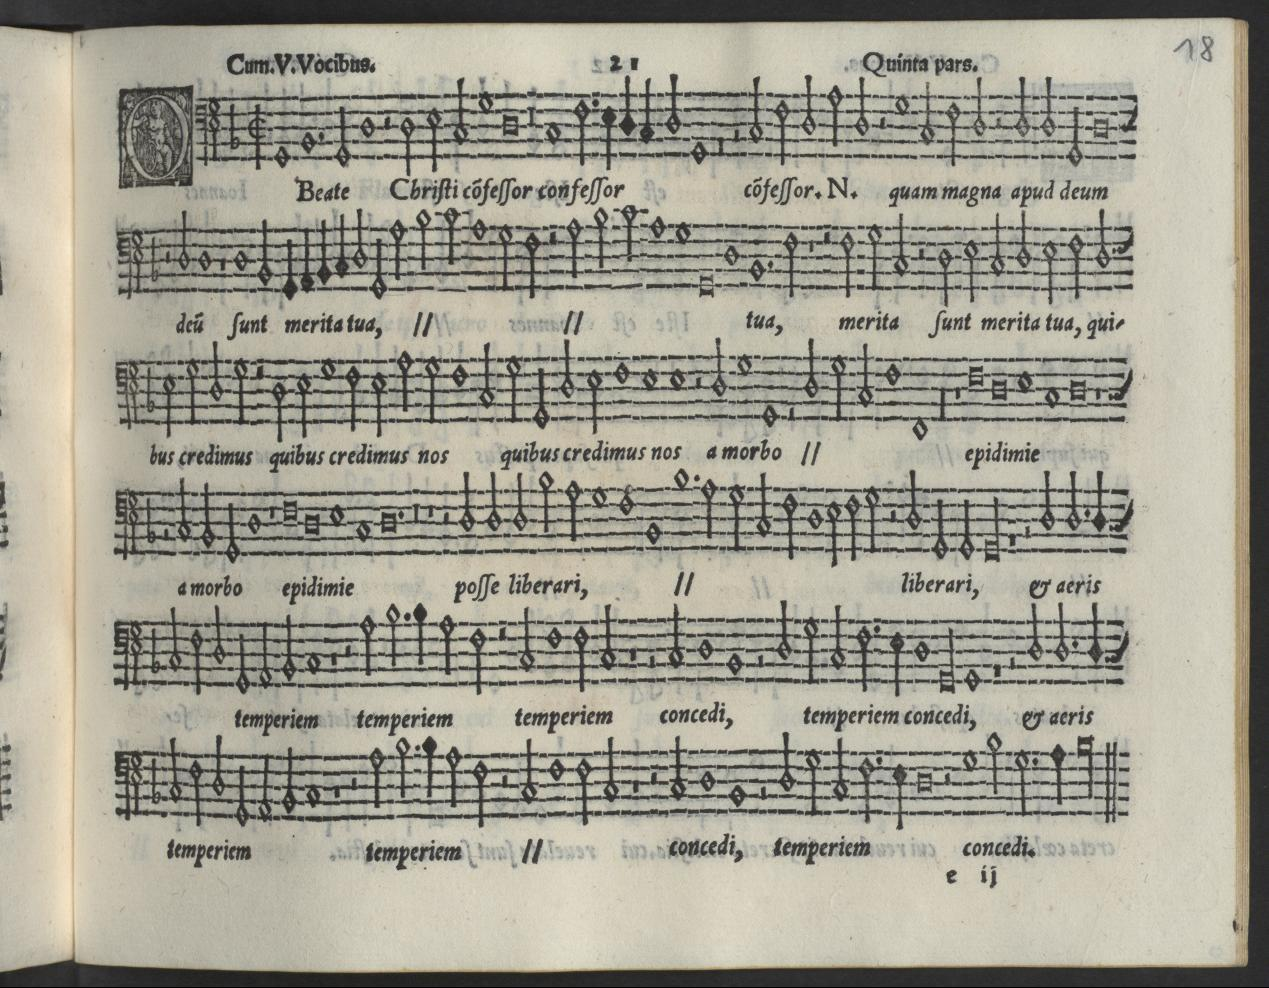 18
Cum.V.Vocibus. 21 Quinta pars.
O Beate Chriſti cõfeſſor confeſſor cõfeſſor.N. quam magna apud deum
deũ ſunt merita tua, // // tua, merita ſunt merita tua, qui-
bus credimus quibus credimus nos quibus credimus nos a morbo // epidimie
a morbo epidimie poſſe liberari, // liberari, & aeris
temperiem temperiem temperiem concedi, temperiem concedi, & aeris
temperiem temperiem // concedi, temperiem concedi.
e ij